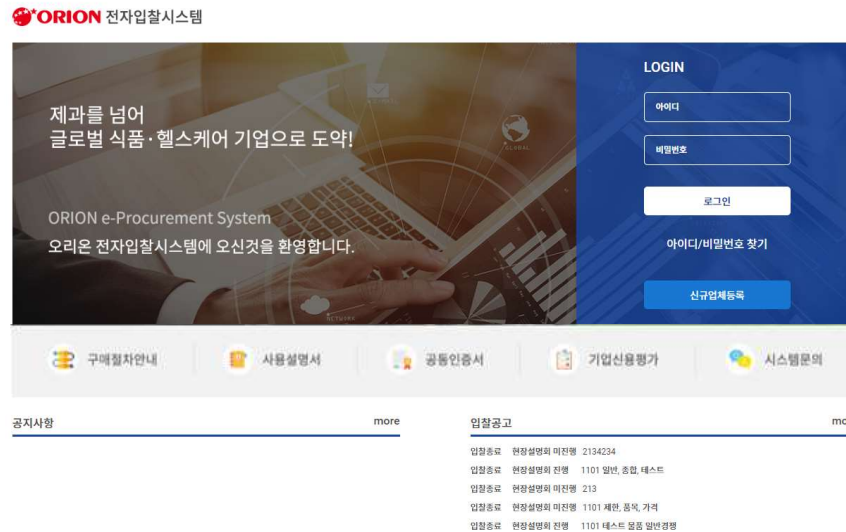 ORION 전자입찰시스템
제과를 넘어
글로벌 식품·헬스케어 기업으로 도약!
ORION e-Procurement System
오리온 전자입찰시스템에 오신것을 환영합니다.
GLOBAL
NETWORK
LOGIN
아이디
비밀번호
로그인
아이디/비밀번호 찾기
신규업체등록
구매절차안내 사용설명서 공동인증서 기업신용평가 시스템문의
공지사항 more
입찰공고 mo
입찰종료 현장설명회 미진행 2134234
입찰종료 현장설명회 진행 1101 일반, 종합, 테스트
입찰종료 현장설명회 미진행 213
입찰종료 현장설명회 미진행 1101 제한, 품목, 가격
입찰종료 현장설명회 진행 1101 테스트 물품 일반경쟁